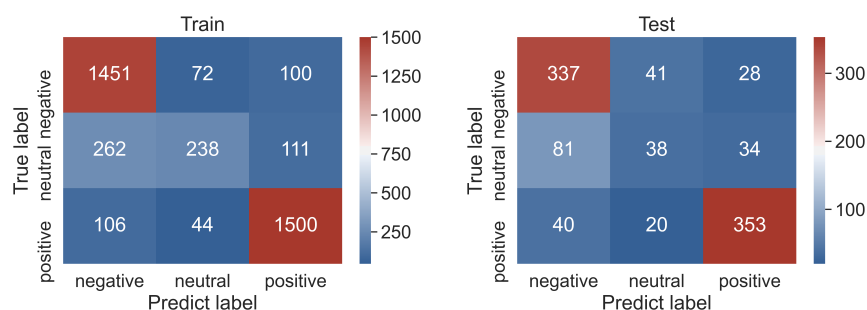 Train
True label
negative
neutral
positive
1451 72 100
262 238 111
106 44 1500
negative neutral positive
Predict label
1500
1250
1000
750
500
250
Test
True label
negative
neutral
positive
337 41 28
81 38 34
40 20 353
negative neutral positive
Predict label
300
200
100